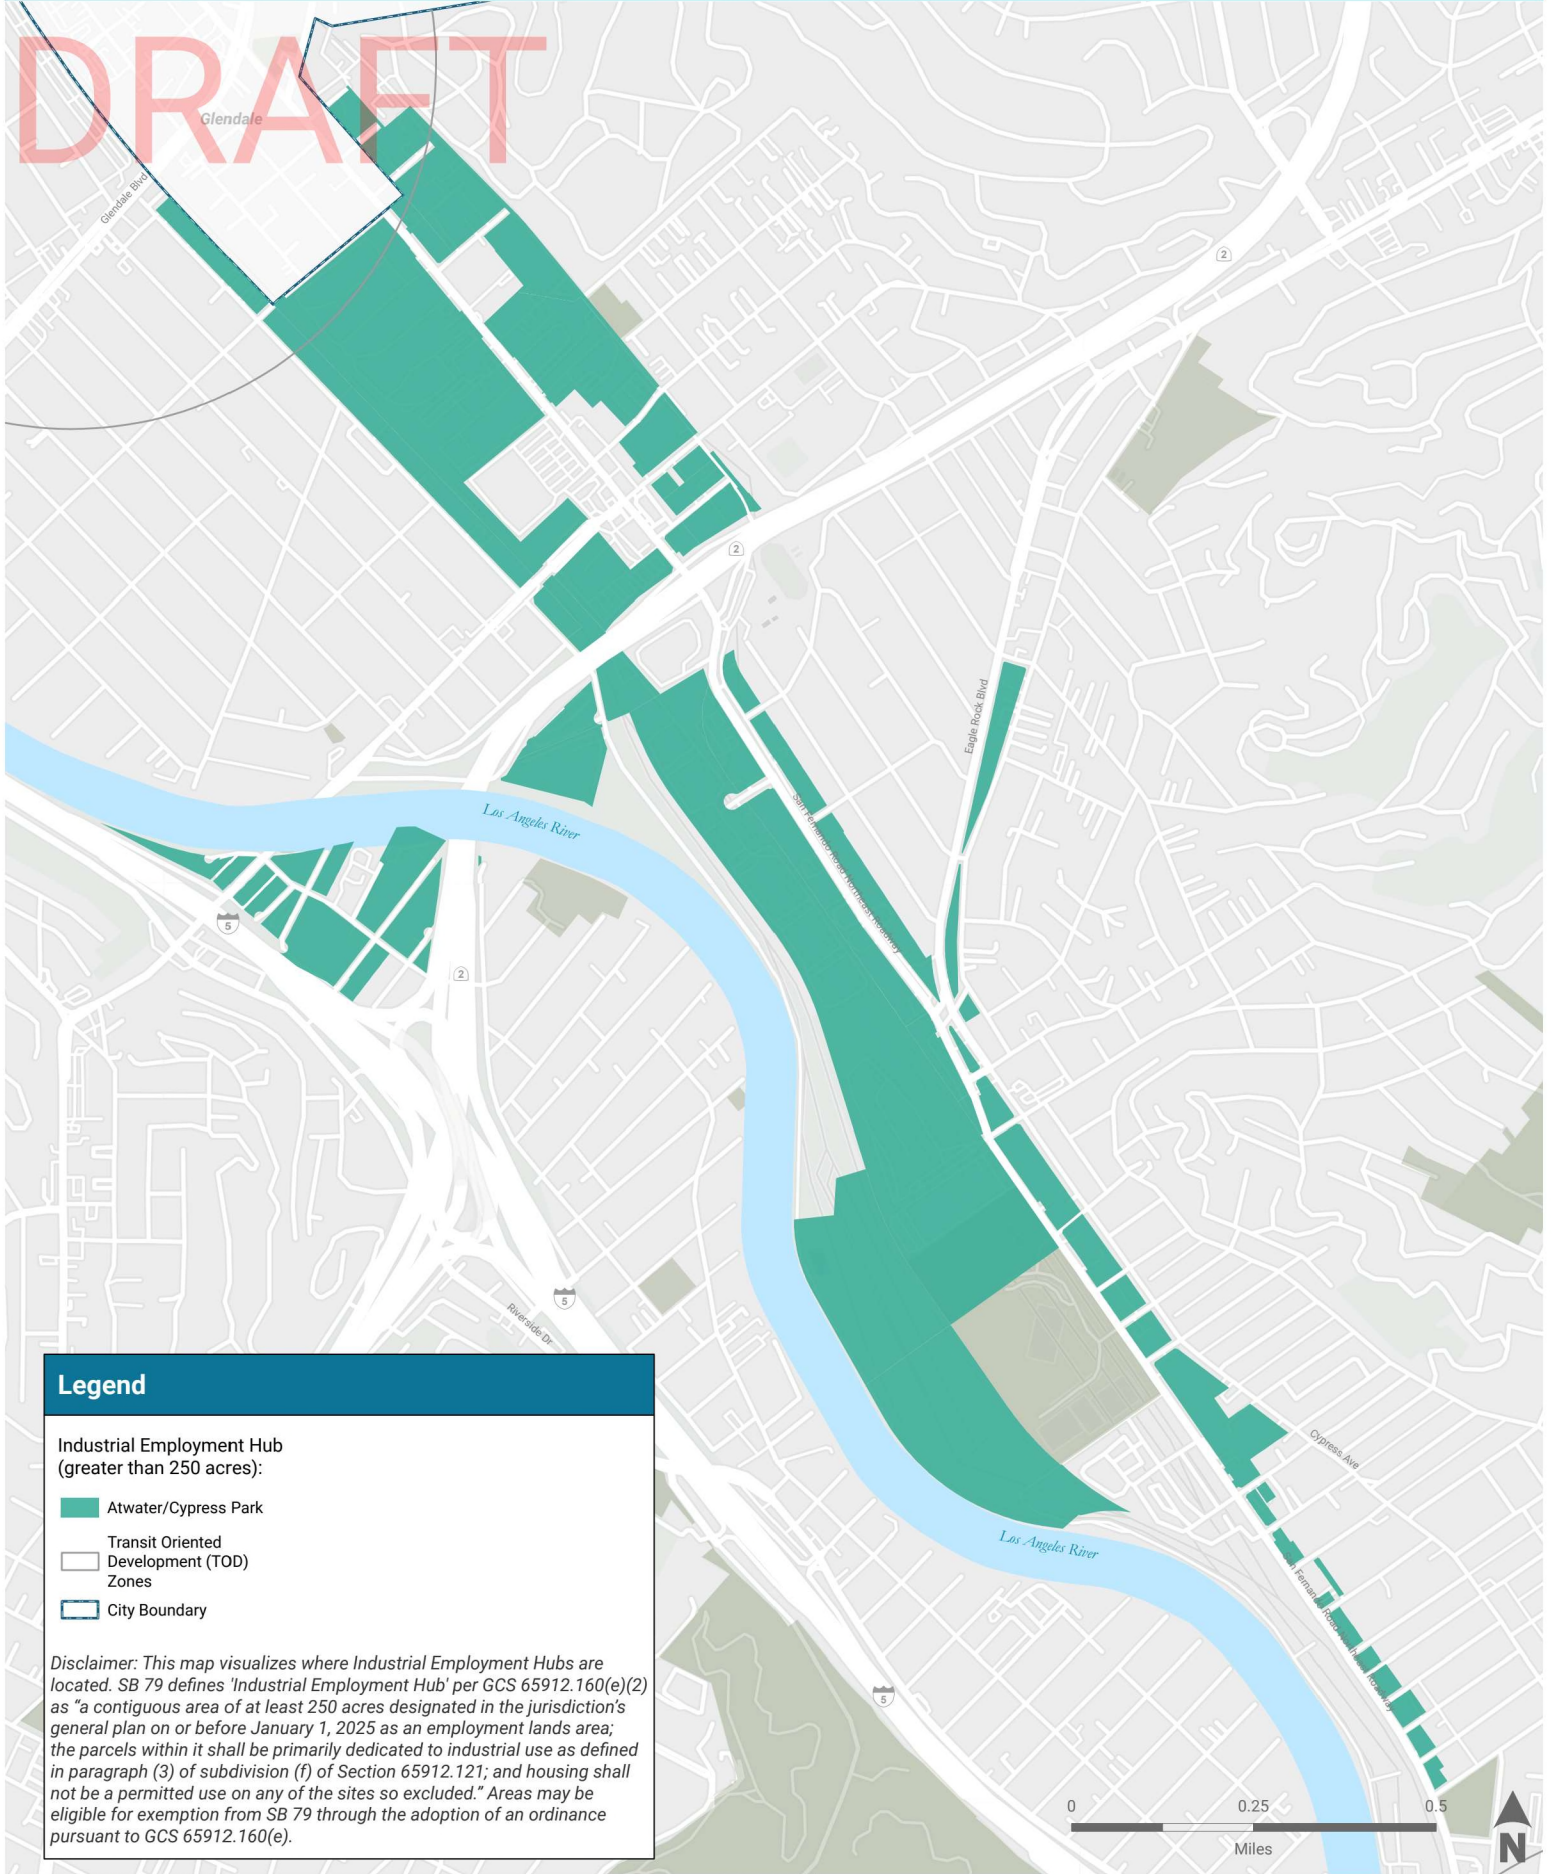 DRAFT
Glendale
Glendale Blvd
2
2
Eagle Rock Blvd
San Fernando Road Northeast Roadway
Los Angeles River
5
2
5
Riverside Dr
Cypress Ave
Los Angeles River
San Fernando Road Northeast Roadway
5
Legend
Industrial Employment Hub
(greater than 250 acres):
Atwater/Cypress Park
Transit Oriented
Development (TOD)
Zones
City Boundary
Disclaimer: This map visualizes where Industrial Employment Hubs are
located. SB 79 defines 'Industrial Employment Hub' per GCS 65912.160(e)(2)
as “a contiguous area of at least 250 acres designated in the jurisdiction’s
general plan on or before January 1, 2025 as an employment lands area;
the parcels within it shall be primarily dedicated to industrial use as defined
in paragraph (3) of subdivision (f) of Section 65912.121; and housing shall
not be a permitted use on any of the sites so excluded.” Areas may be
eligible for exemption from SB 79 through the adoption of an ordinance
pursuant to GCS 65912.160(e).
0 0.25 0.5
Miles
N